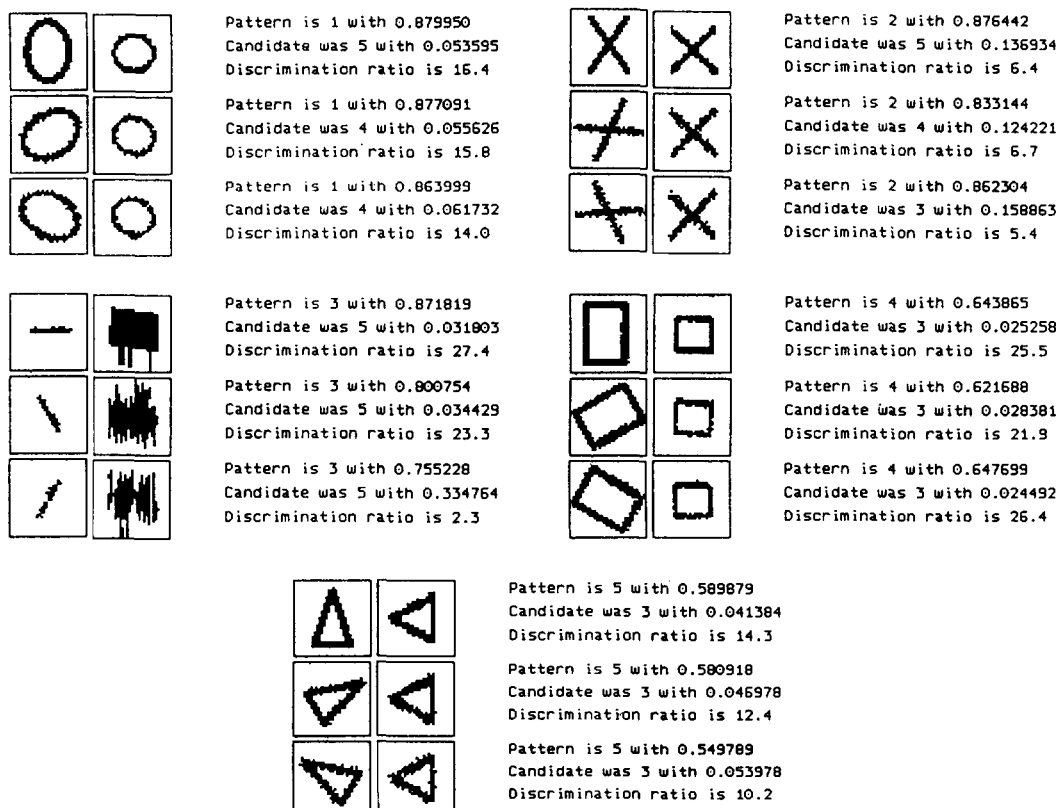 Pattern is 1 with 0.879950
Candidate was 5 with 0.053595
Discrimination ratio is 16.4
Pattern is 1 with 0.877091
Candidate was 4 with 0.055626
Discrimination ratio is 15.8
Pattern is 1 with 0.863999
Candidate was 4 with 0.061732
Discrimination ratio is 14.0
Pattern is 2 with 0.876442
Candidate was 5 with 0.136934
Discrimination ratio is 6.4
Pattern is 2 with 0.833144
Candidate was 4 with 0.124221
Discrimination ratio is 6.7
Pattern is 2 with 0.862304
Candidate was 3 with 0.158863
Discrimination ratio is 5.4
Pattern is 3 with 0.871819
Candidate was 5 with 0.031803
Discrimination ratio is 27.4
Pattern is 3 with 0.800754
Candidate was 5 with 0.034429
Discrimination ratio is 23.3
Pattern is 3 with 0.755228
Candidate was 5 with 0.334764
Discrimination ratio is 2.3
Pattern is 4 with 0.643865
Candidate was 3 with 0.025258
Discrimination ratio is 25.5
Pattern is 4 with 0.621688
Candidate was 3 with 0.028381
Discrimination ratio is 21.9
Pattern is 4 with 0.647699
Candidate was 3 with 0.024492
Discrimination ratio is 26.4
Pattern is 5 with 0.589879
Candidate was 3 with 0.041384
Discrimination ratio is 14.3
Pattern is 5 with 0.580918
Candidate was 3 with 0.046978
Discrimination ratio is 12.4
Pattern is 5 with 0.549789
Candidate was 3 with 0.053978
Discrimination ratio is 10.2